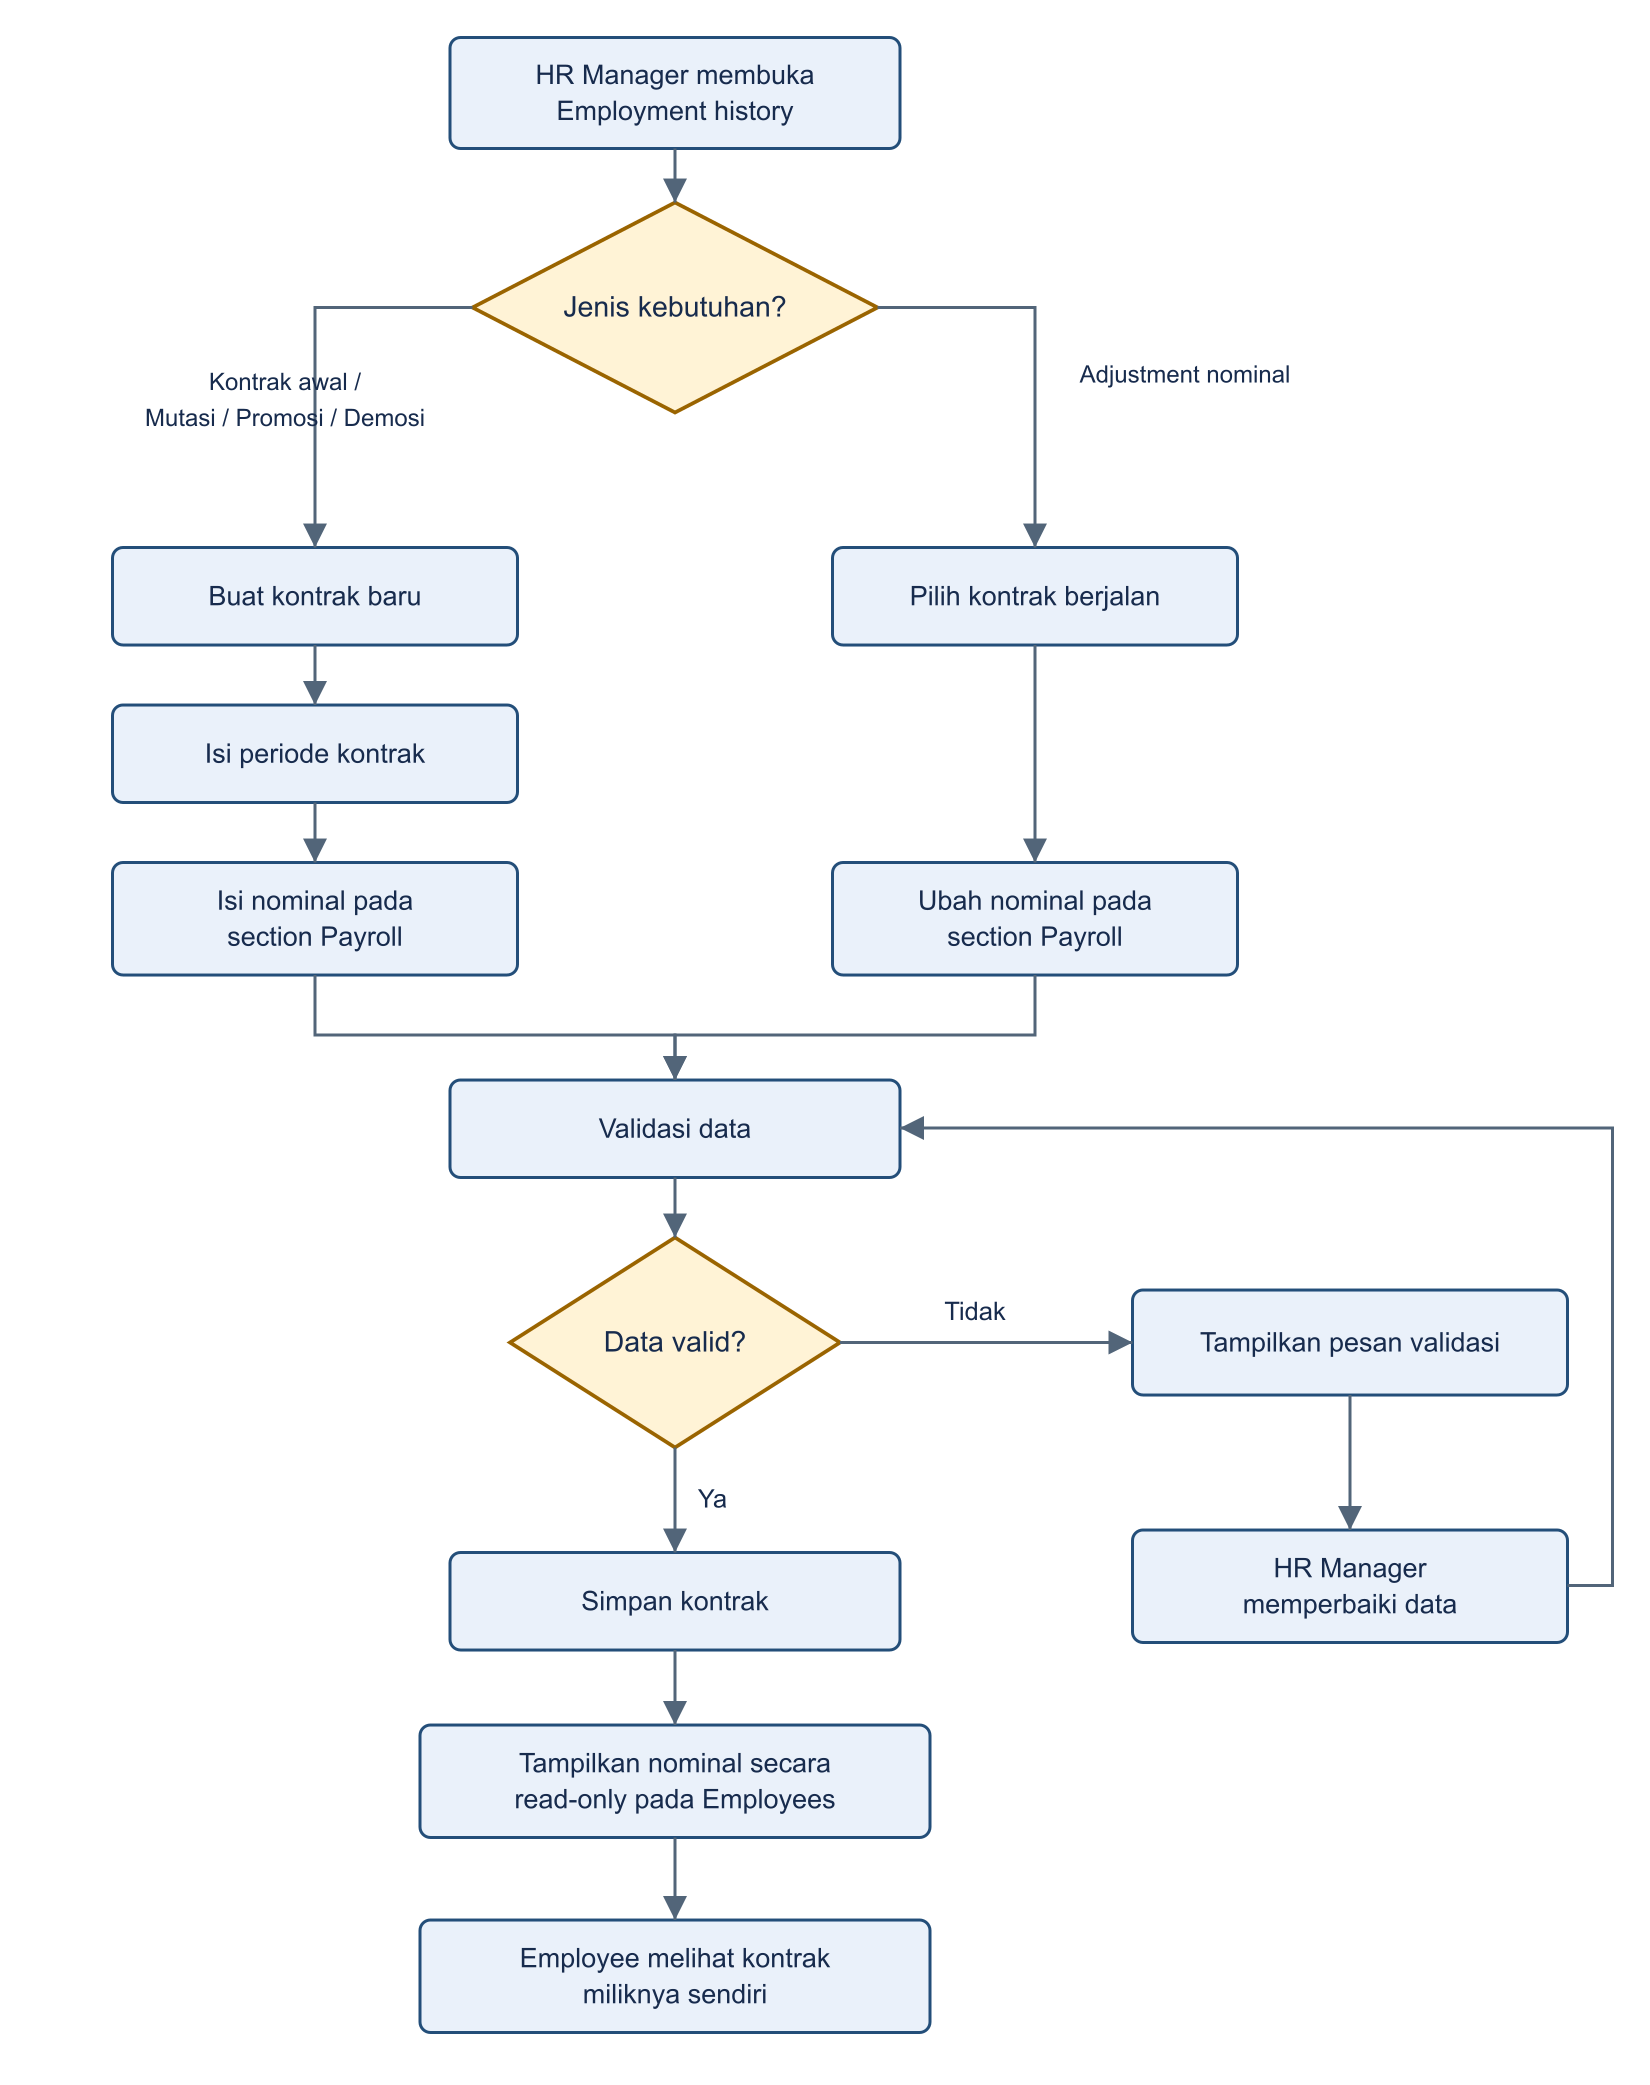 HR Manager membuka
Employment history
Jenis kebutuhan?
Kontrak awal /
Mutasi / Promosi / Demosi
Adjustment nominal
Buat kontrak baru
Pilih kontrak berjalan
Isi periode kontrak
Isi nominal pada
section Payroll
Ubah nominal pada
section Payroll
Validasi data
Data valid?
Tidak
Tampilkan pesan validasi
Ya
HR Manager
memperbaiki data
Simpan kontrak
Tampilkan nominal secara
read-only pada Employees
Employee melihat kontrak
miliknya sendiri